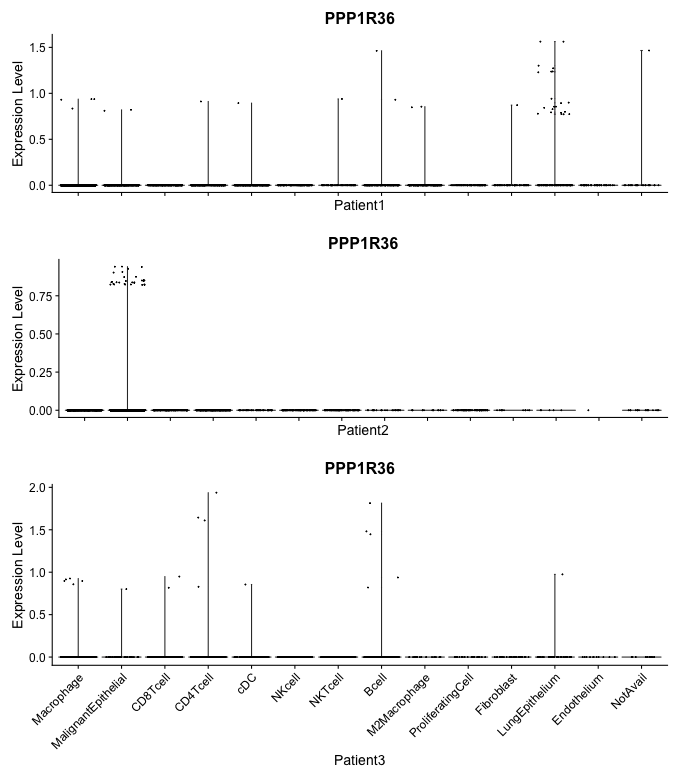 PPP1R36
Expression Level
1.5
1.0
0.5
0.0
Patient1
PPP1R36
Expression Level
0.75
0.50
0.25
0.00
Patient2
PPP1R36
Expression Level
2.0
1.5
1.0
0.5
0.0
Macrophage
MalignantEpithelial
CD8Tcell
CD4Tcell
cDC
NKcell
NKTcell
Bcell
M2Macrophage
ProliferatingCell
Fibroblast
LungEpithelium
Endothelium
NotAvail
Patient3